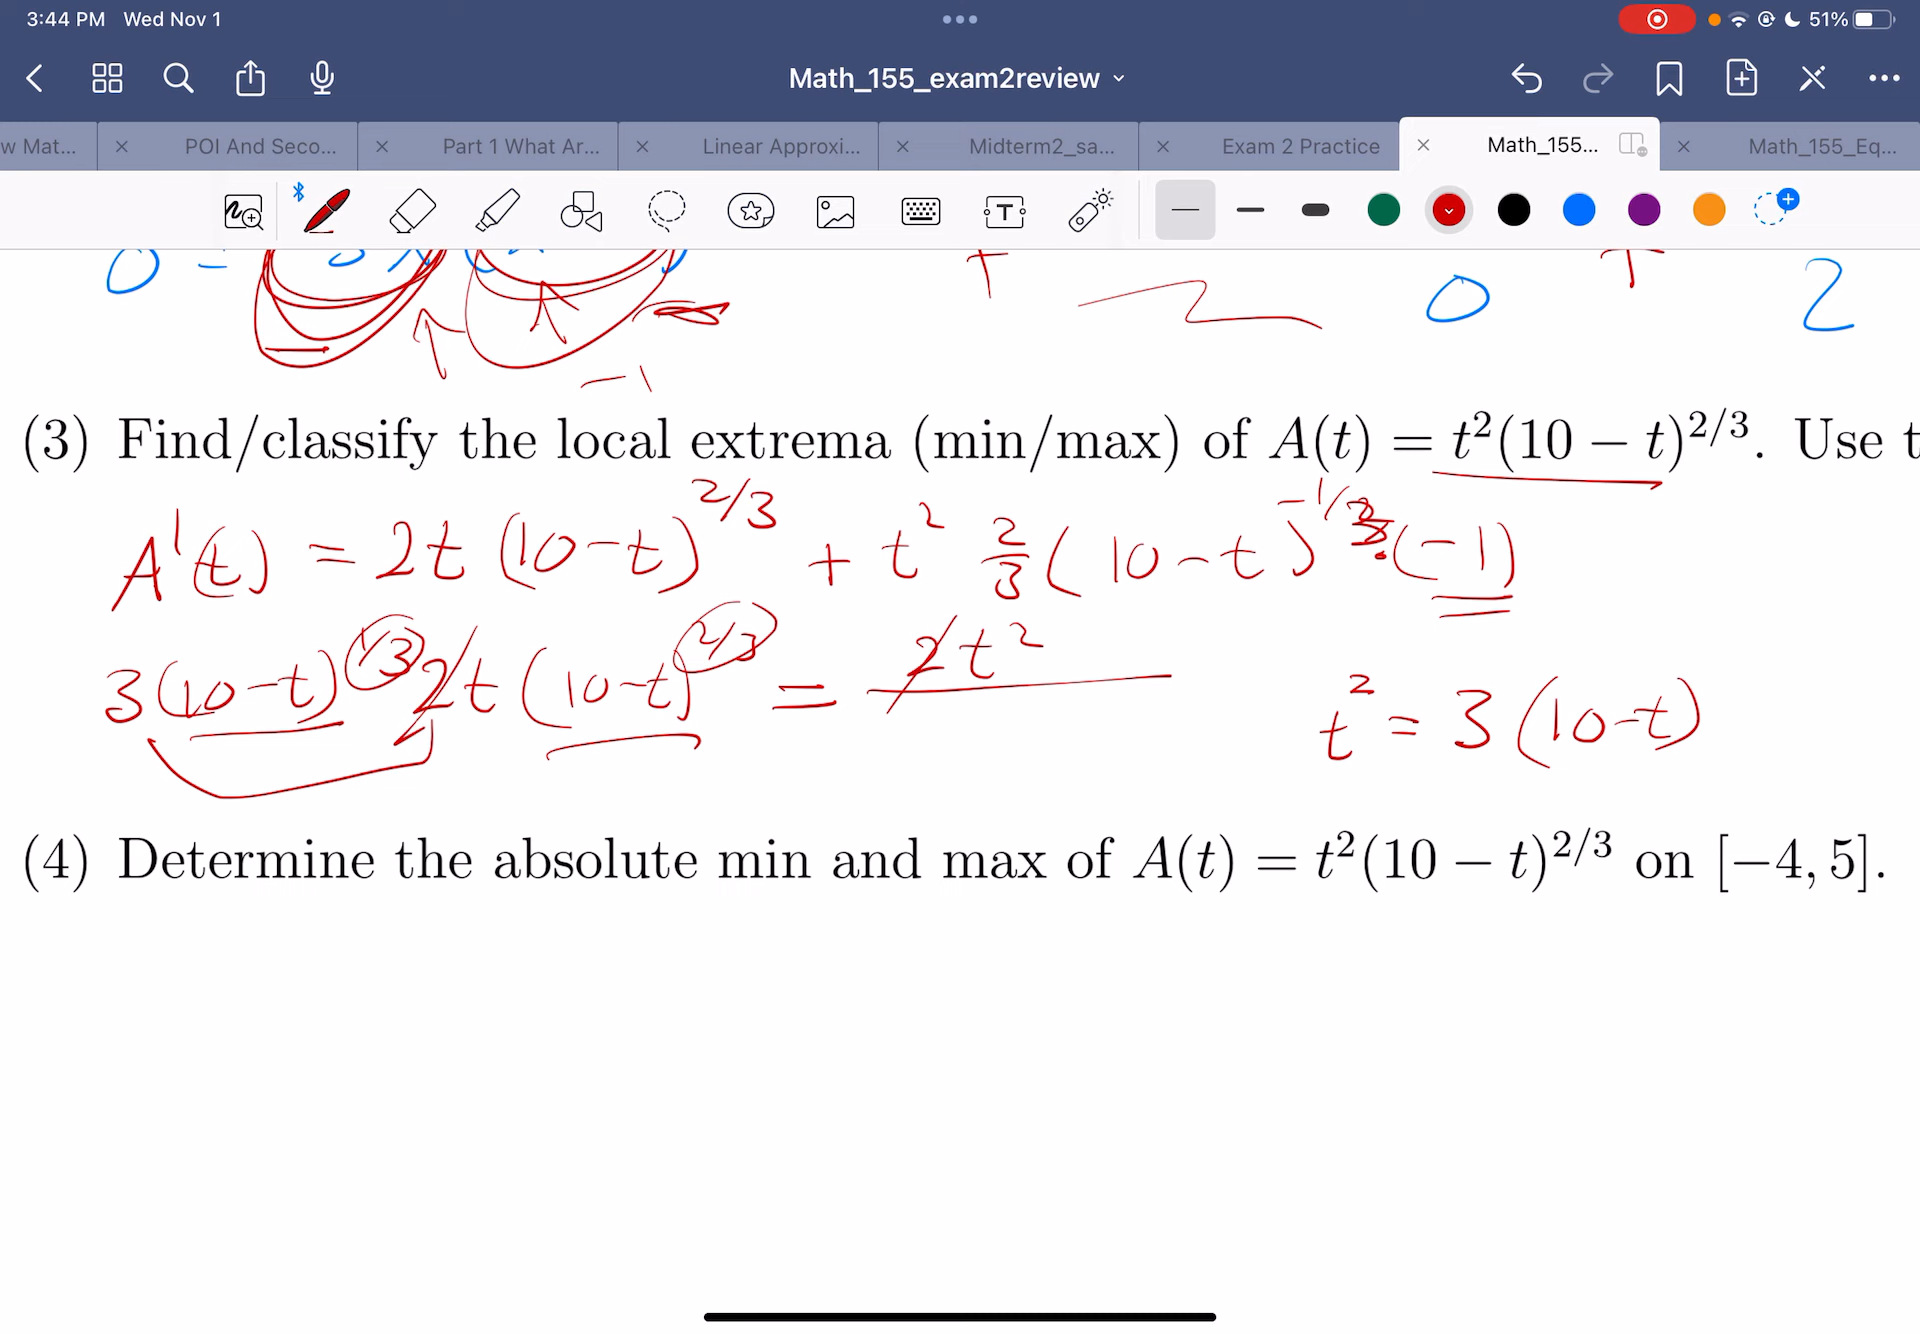 3:44 PM Wed Nov 1
51%
Math_155_exam2review
w Mat...
POI And Seco...
Part 1 What Ar...
Linear Approxi...
Midterm2_sa...
Exam 2 Practice
Math_155...
Math_155_Eq...
T
0 =
-1
0
2
(3) Find/classify the local extrema (min/max) of A(t) = t²(10 − t)^{2/3}. Use t
A'(t) = 2t (10-t)^{2/3} + t² 2/3 (10-t)^{-1/3} (-1)
3(10-t)^{1/3} 2t (10-t)^{2/3} = 2t²
t² = 3(10-t)
(4) Determine the absolute min and max of A(t) = t²(10 − t)^{2/3} on [−4, 5].